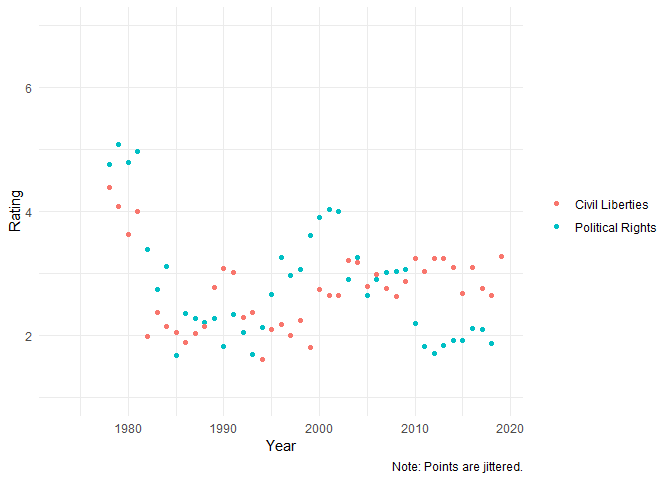 6
4
2
Rating
1980 1990 2000 2010 2020
Year
Civil Liberties
Political Rights
Note: Points are jittered.